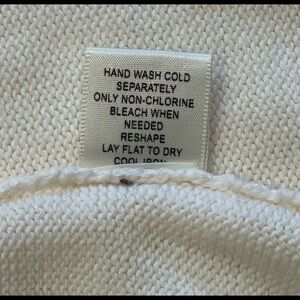 HAND WASH COLD
SEPARATELY
ONLY NON-CHLORINE
BLEACH WHEN
NEEDED
RESHAPE
LAY FLAT TO DRY
COOL IRON